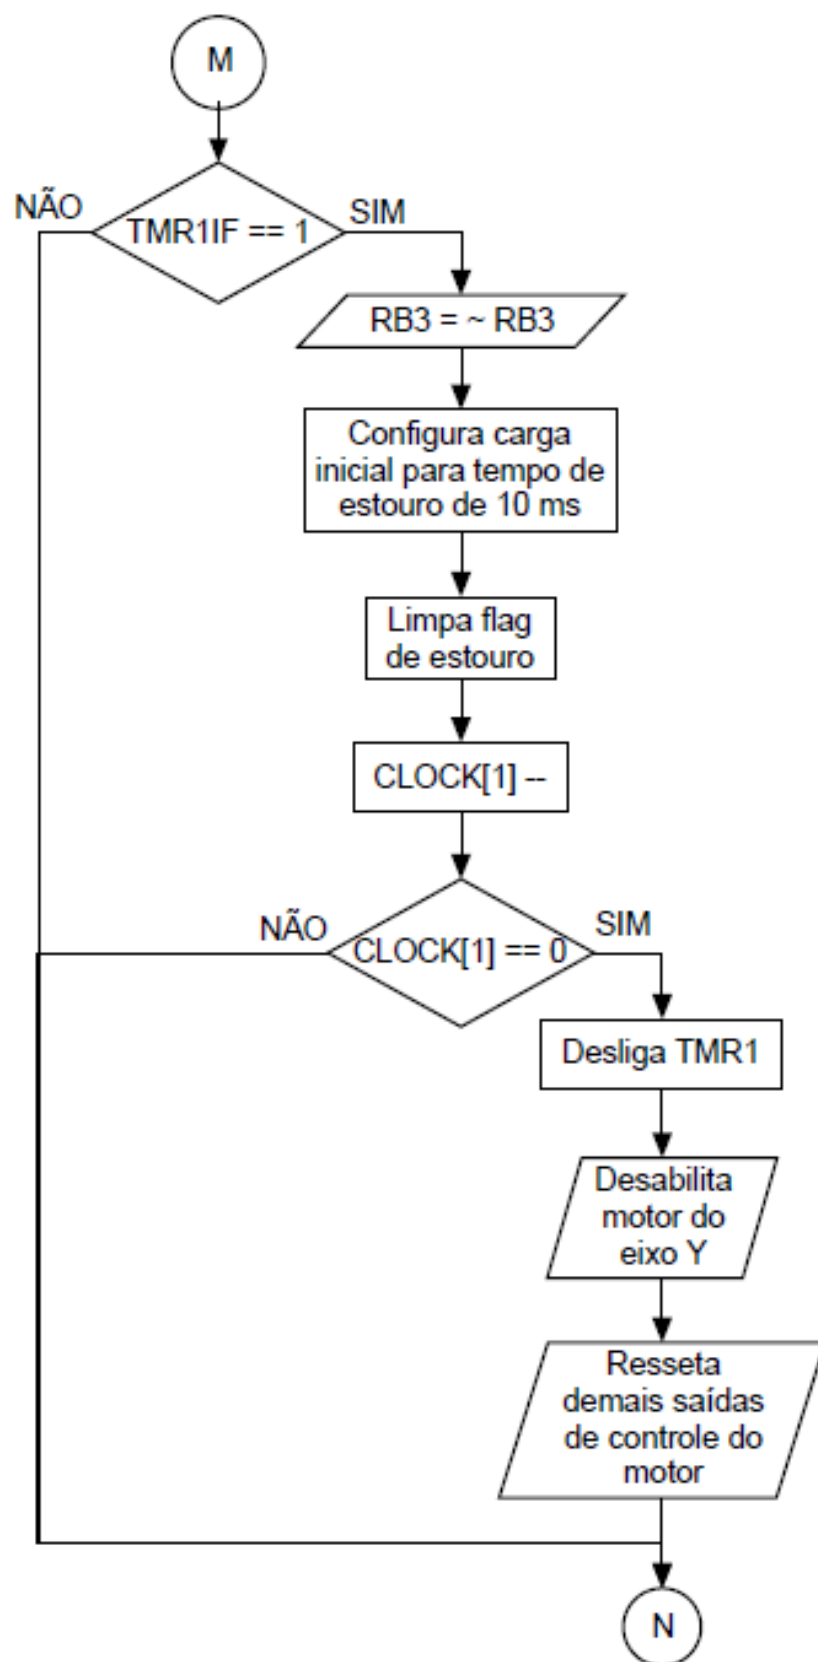 M
NÃO
SIM
TMR1IF == 1
RB3 = ~ RB3
Configura carga
inicial para tempo de
estouro de 10 ms
Limpa flag
de estouro
CLOCK[1] --
NÃO
SIM
CLOCK[1] == 0
Desliga TMR1
Desabilita
motor do
eixo Y
Resseta
demais saídas
de controle do
motor
N